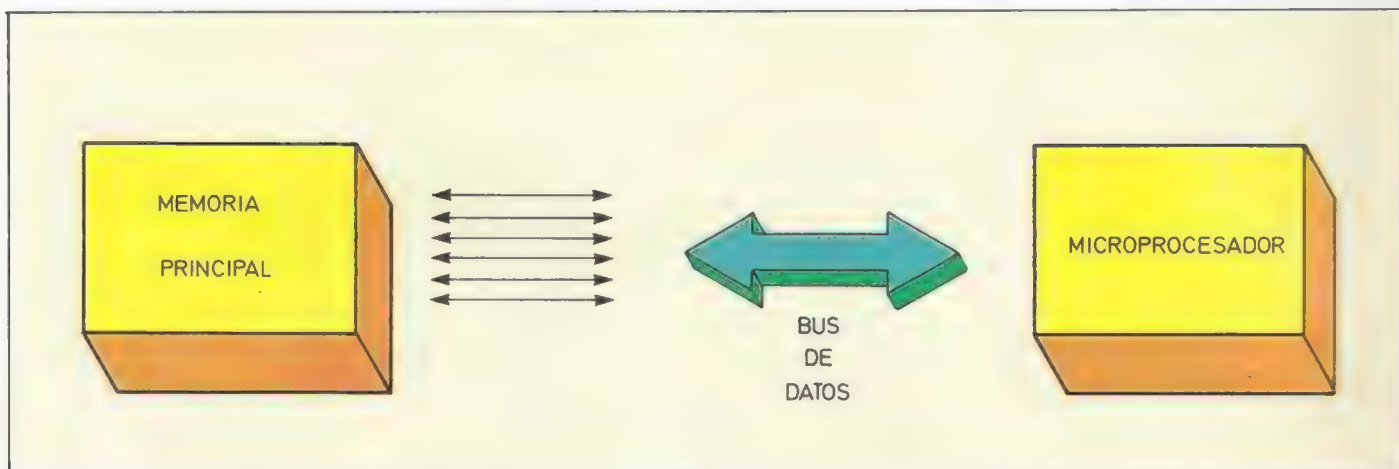 MEMORIA
PRINCIPAL
BUS
DE
DATOS
MICROPROCESADOR